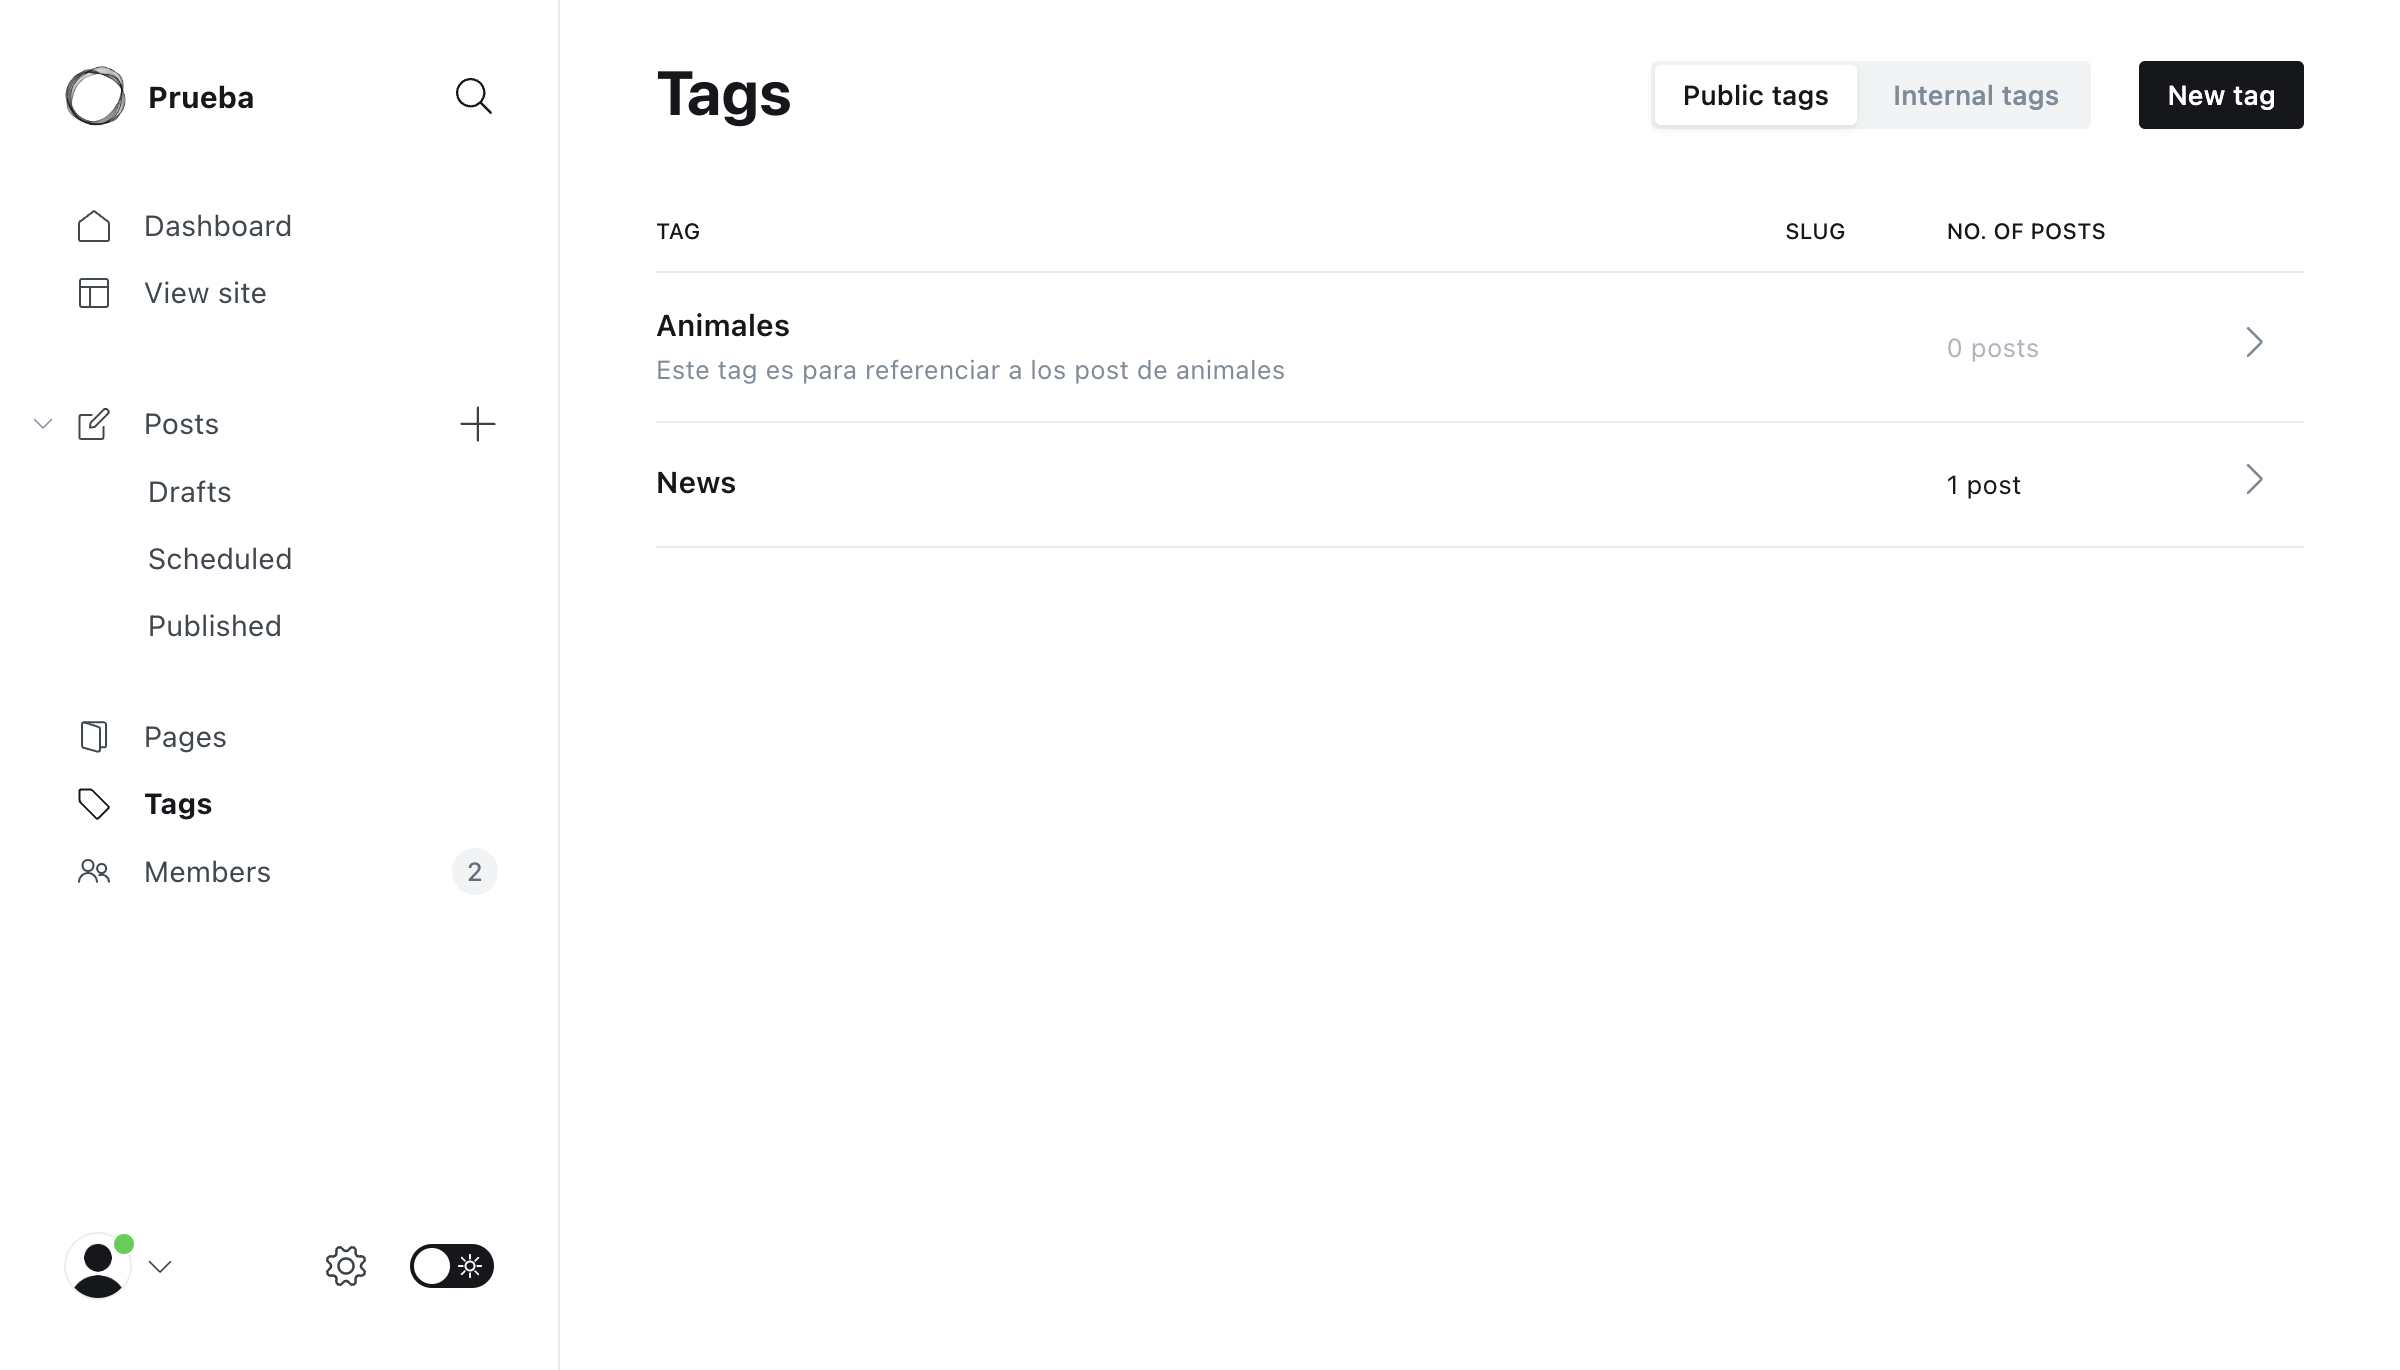 Prueba
Dashboard
View site
Posts
Drafts
Scheduled
Published
Pages
Tags
Members
2
Tags
Public tags
Internal tags
New tag
TAG
SLUG
NO. OF POSTS
Animales
Este tag es para referenciar a los post de animales
0 posts
News
1 post